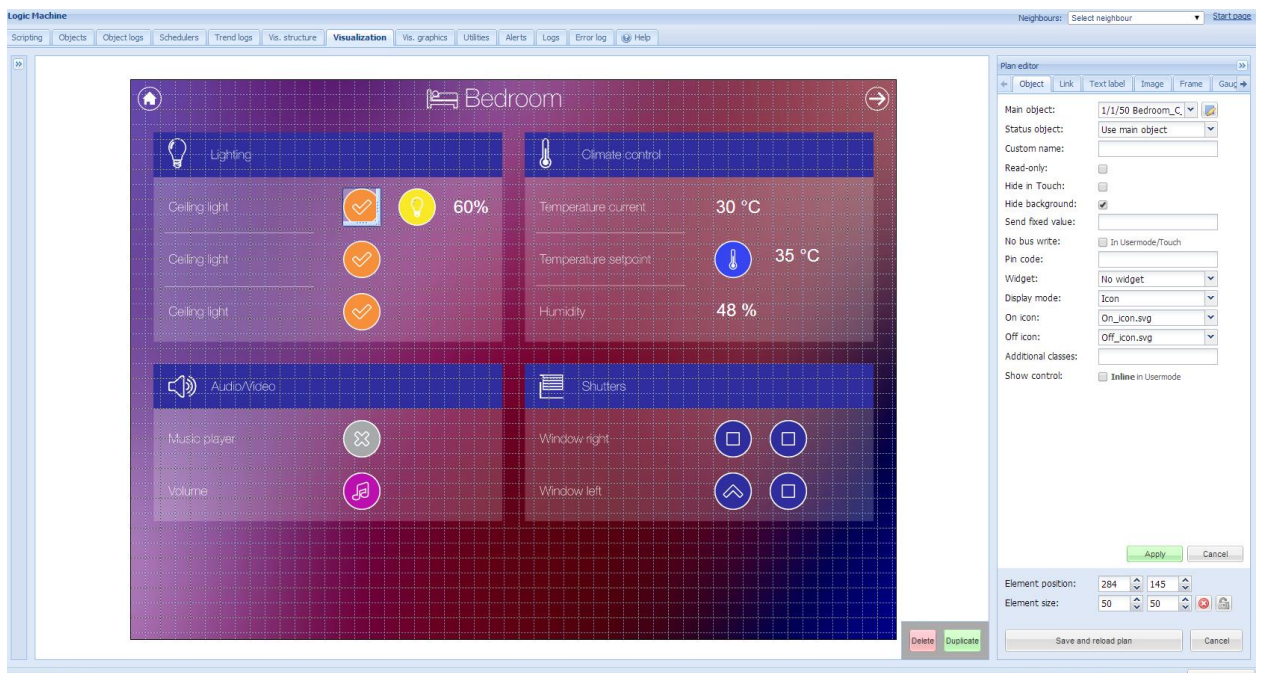 Logic Machine
Neighbours: Select neighbour Start page
Scripting Objects Object logs Schedulers Trend logs Vis. structure Visualization Vis. graphics Utilities Alerts Logs Error log Help
Plan editor
Object Link Text label Image Frame Gaug
Bedroom
Lighting
Ceiling light 60%
Ceiling light
Ceiling light
Climate control
Temperature current 30 °C
Temperature setpoint 35 °C
Humidity 48 %
Audio/Video
Music player
Volume
Shutters
Window right
Window left
Delete Duplicate
Main object: 1/1/50 Bedroom_C
Status object: Use main object
Custom name:
Read-only:
Hide in Touch:
Hide background:
Send fixed value:
No bus write: In Usermode/Touch
Pin code:
Widget: No widget
Display mode: Icon
On icon: On_icon.svg
Off icon: Off_icon.svg
Additional classes:
Show control: Inline in Usermode
Apply Cancel
Element position: 284 145
Element size: 50 50
Save and reload plan Cancel